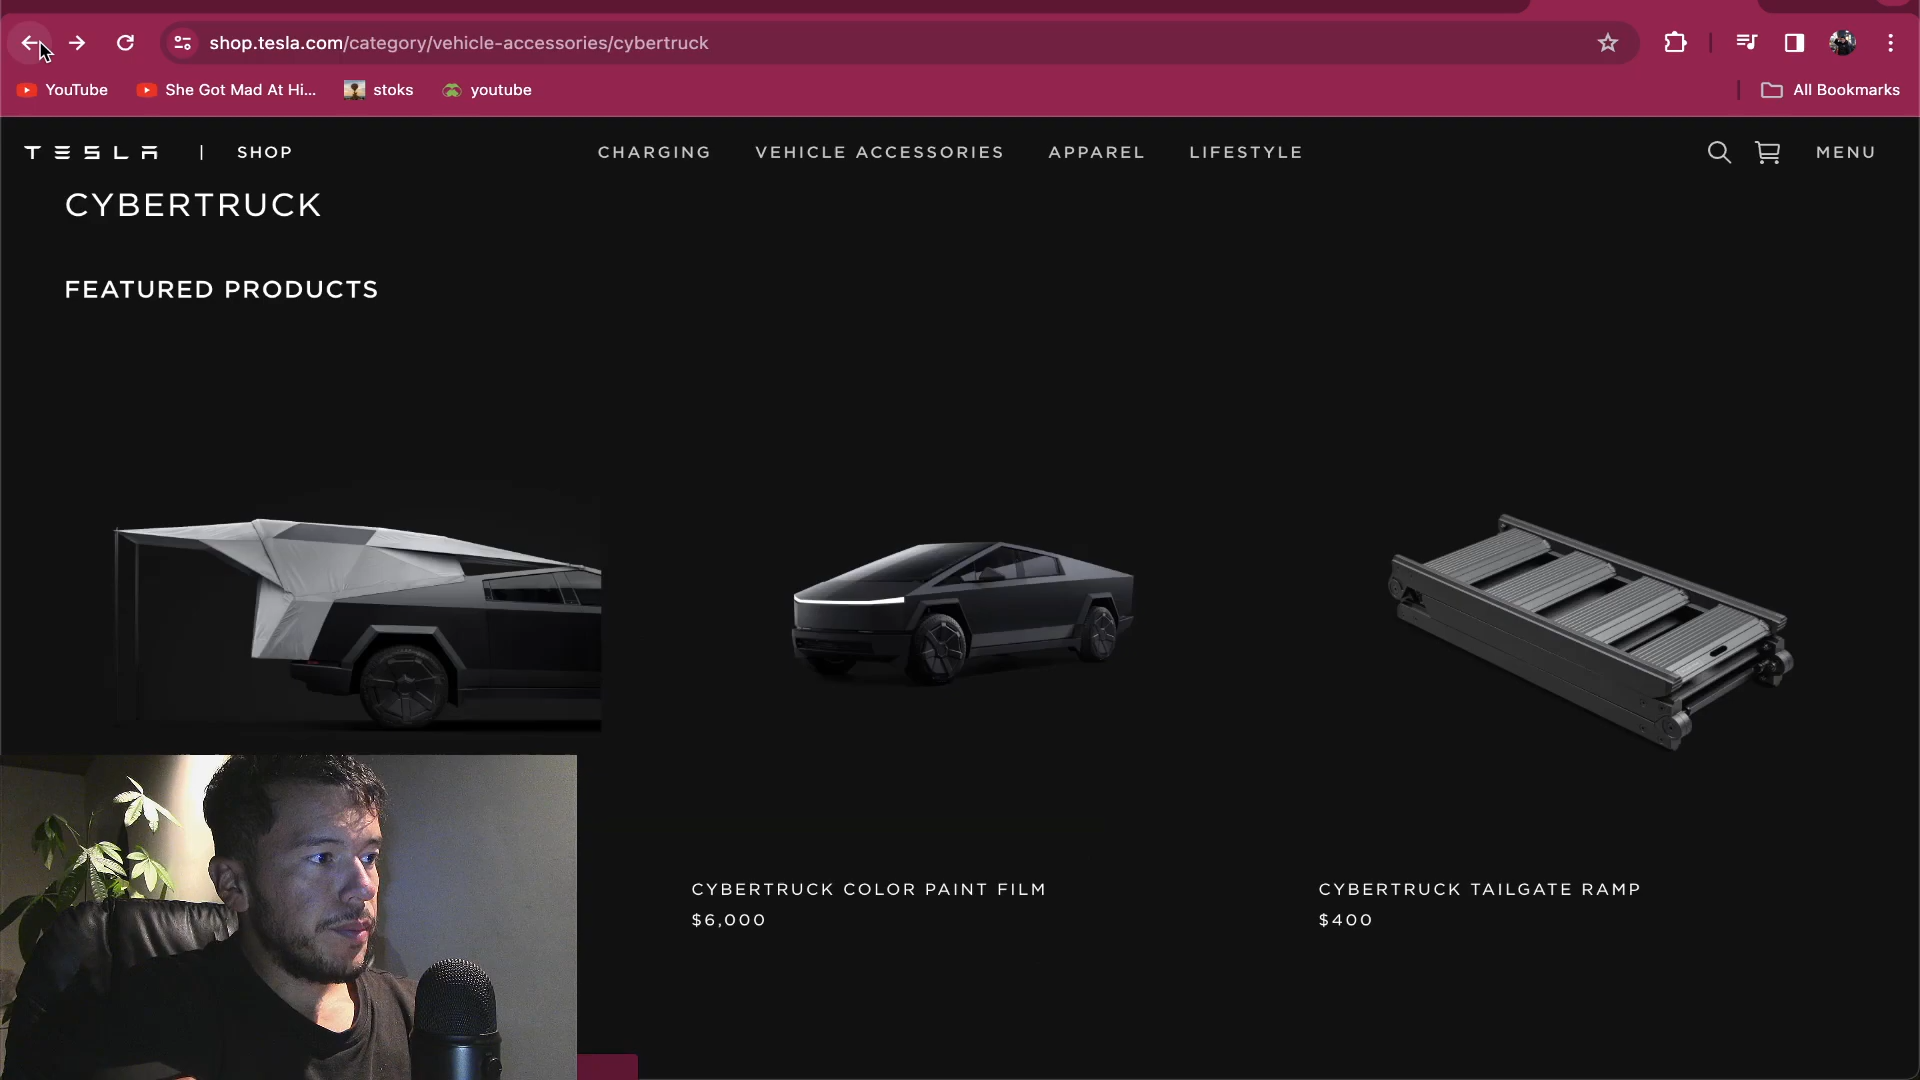 shop.tesla.com/category/vehicle-accessories/cybertruck
YouTube
She Got Mad At Hi...
stoks
youtube
All Bookmarks
TESLA | SHOP
CHARGING
VEHICLE ACCESSORIES
APPAREL
LIFESTYLE
MENU
CYBERTRUCK
FEATURED PRODUCTS
CYBERTRUCK COLOR PAINT FILM
$6,000
CYBERTRUCK TAILGATE RAMP
$400